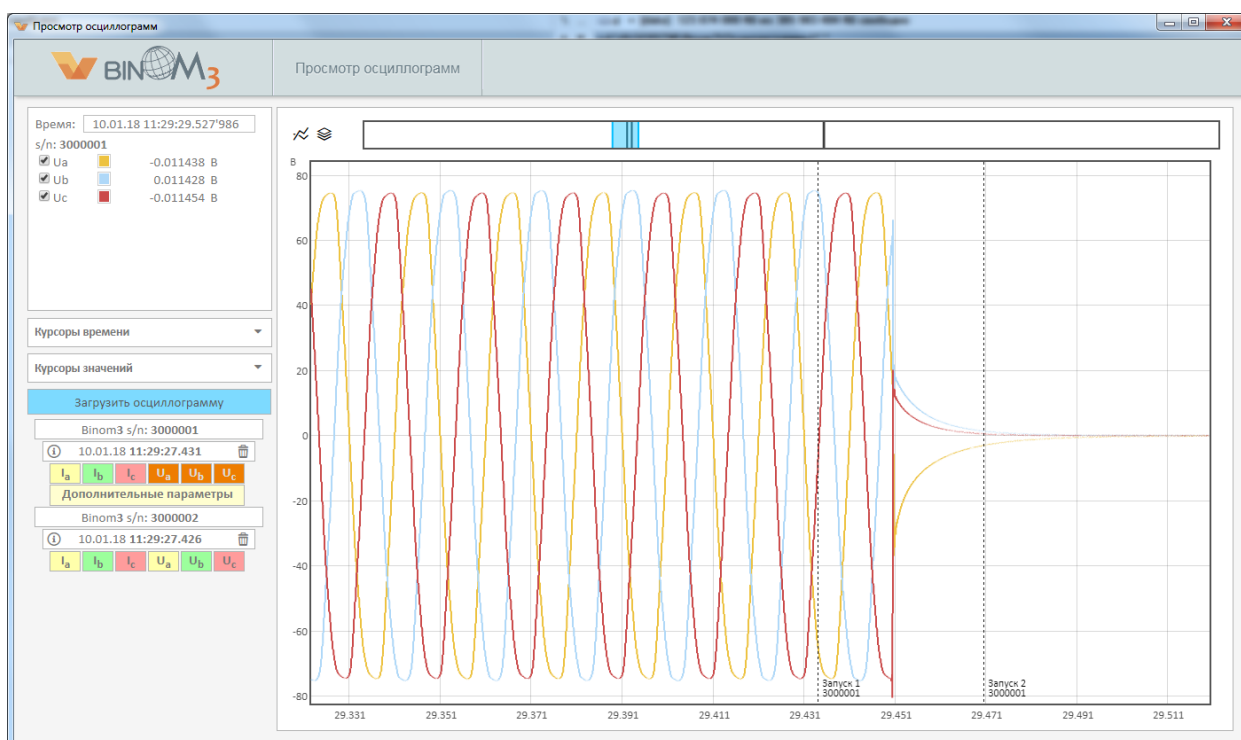 Просмотр осциллограмм
BINOM3
Просмотр осциллограмм
Время: 10.01.18 11:29:29.527'986
s/n: 3000001
Ua -0.011438 В
Ub 0.011428 В
Uc -0.011454 В
Курсоры времени
Курсоры значений
Загрузить осциллограмму
Binom3 s/n: 3000001
10.01.18 11:29:27.431
Ia Ib Ic Ua Ub Uc
Дополнительные параметры
Binom3 s/n: 3000002
10.01.18 11:29:27.426
Ia Ib Ic Ua Ub Uc
В
80
60
40
20
0
-20
-40
-60
-80
Запуск 1
3000001
Запуск 2
3000001
29.331 29.351 29.371 29.391 29.411 29.431 29.451 29.471 29.491 29.511